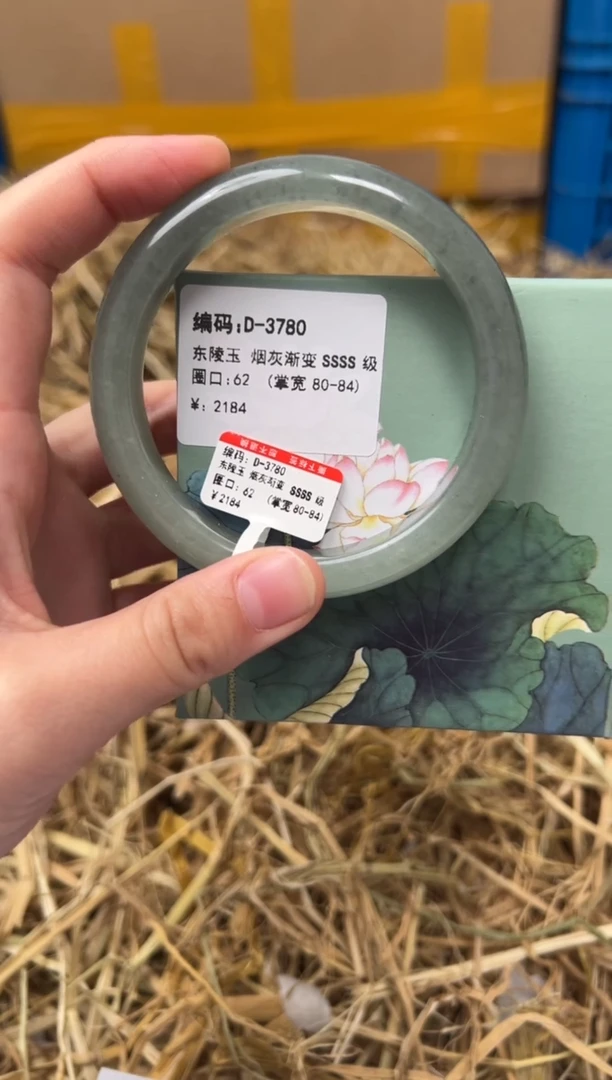 编码:D-3780
东陵玉 烟灰渐变 SSSS 级
圈口:62 (掌宽 80-84)
¥: 2184
编码: D-3780
东陵玉 烟灰渐变 SSSS 级
圈口: 62 (掌宽 80-84)
¥2184